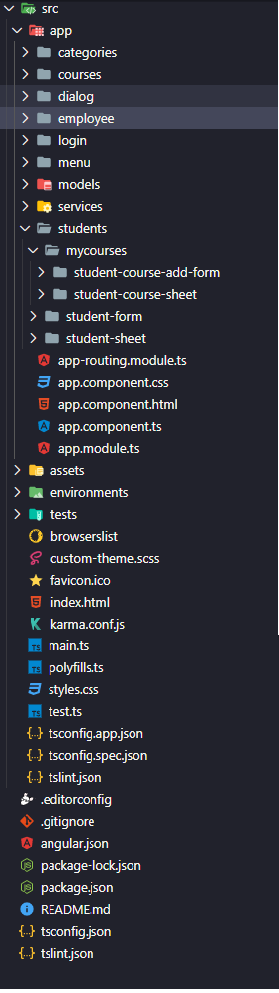 src
app
categories
courses
dialog
employee
login
menu
models
services
students
mycourses
student-course-add-form
student-course-sheet
student-form
student-sheet
app-routing.module.ts
app.component.css
app.component.html
app.component.ts
app.module.ts
assets
environments
tests
browserslist
custom-theme.scss
favicon.ico
index.html
karma.conf.js
TS main.ts
TS polyfills.ts
styles.css
TS test.ts
{..} tsconfig.app.json
{..} tsconfig.spec.json
{..} tslint.json
.editorconfig
.gitignore
angular.json
package-lock.json
package.json
README.md
{..} tsconfig.json
{..} tslint.json